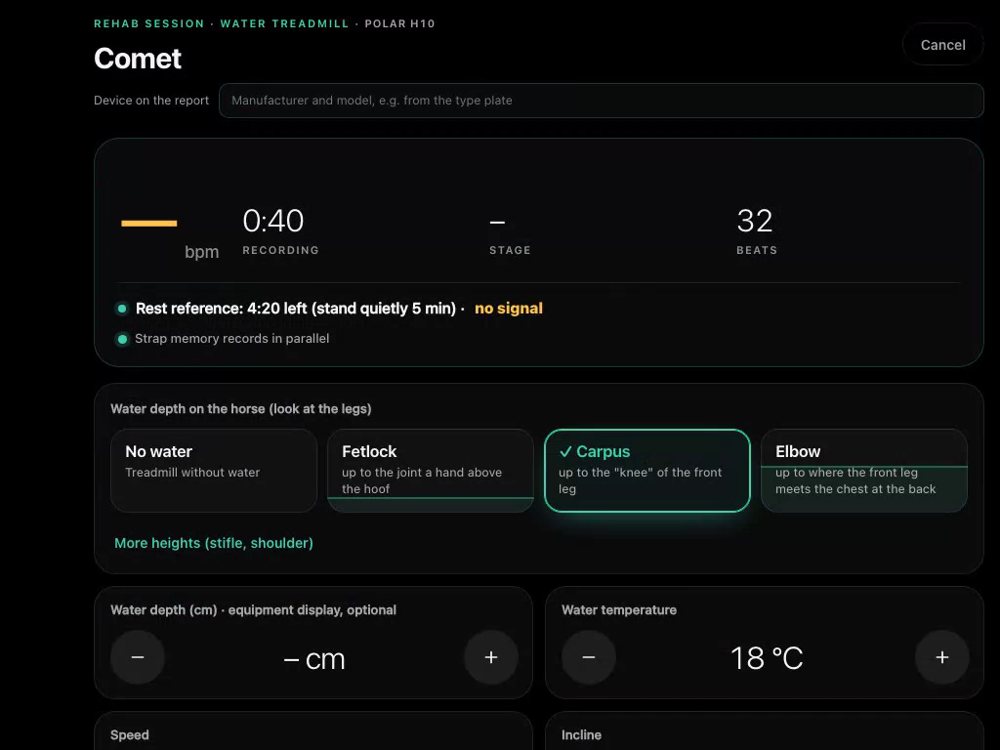 REHAB SESSION · WATER TREADMILL · POLAR H10
Comet
Cancel
Device on the report
Manufacturer and model, e.g. from the type plate
— bpm
0:40
RECORDING
–
STAGE
32
BEATS
Rest reference: 4:20 left (stand quietly 5 min) · no signal
Strap memory records in parallel
Water depth on the horse (look at the legs)
No water
Treadmill without water
Fetlock
up to the joint a hand above
the hoof
✓ Carpus
up to the "knee" of the front
leg
Elbow
up to where the front leg
meets the chest at the back
More heights (stifle, shoulder)
Water depth (cm) · equipment display, optional
− – cm +
Water temperature
− 18 °C +
Speed
Incline